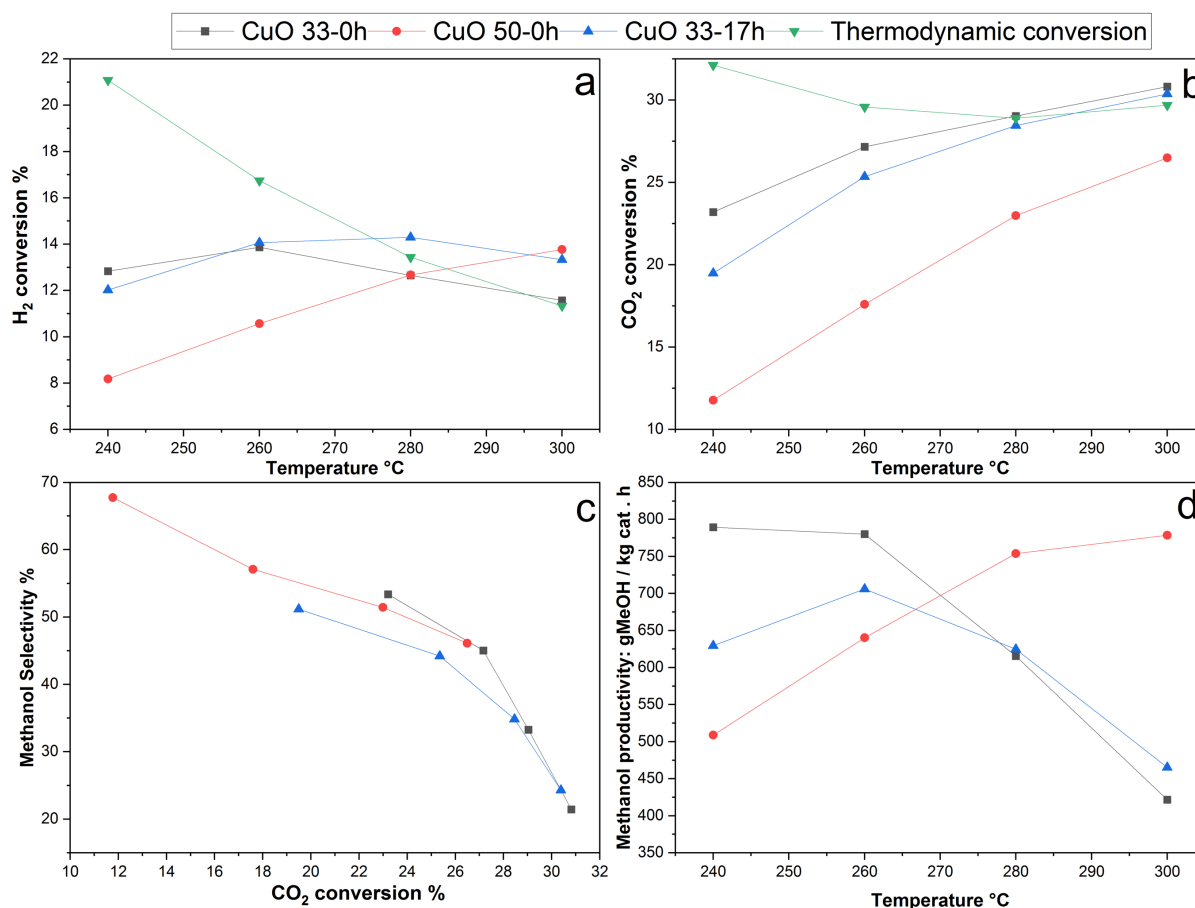 CuO 33-0h CuO 50-0h CuO 33-17h Thermodynamic conversion
a
22
20
18
16
14
12
10
8
6
H₂ conversion %
240 250 260 270 280 290 300
Temperature °C
b
30
25
20
15
10
CO₂ conversion %
240 250 260 270 280 290 300
Temperature °C
c
70
60
50
40
30
20
Methanol Selectivity %
10 12 14 16 18 20 22 24 26 28 30 32
CO₂ conversion %
d
850
800
750
700
650
600
550
500
450
400
350
Methanol productivity: gMeOH / kg cat . h
240 250 260 270 280 290 300
Temperature °C